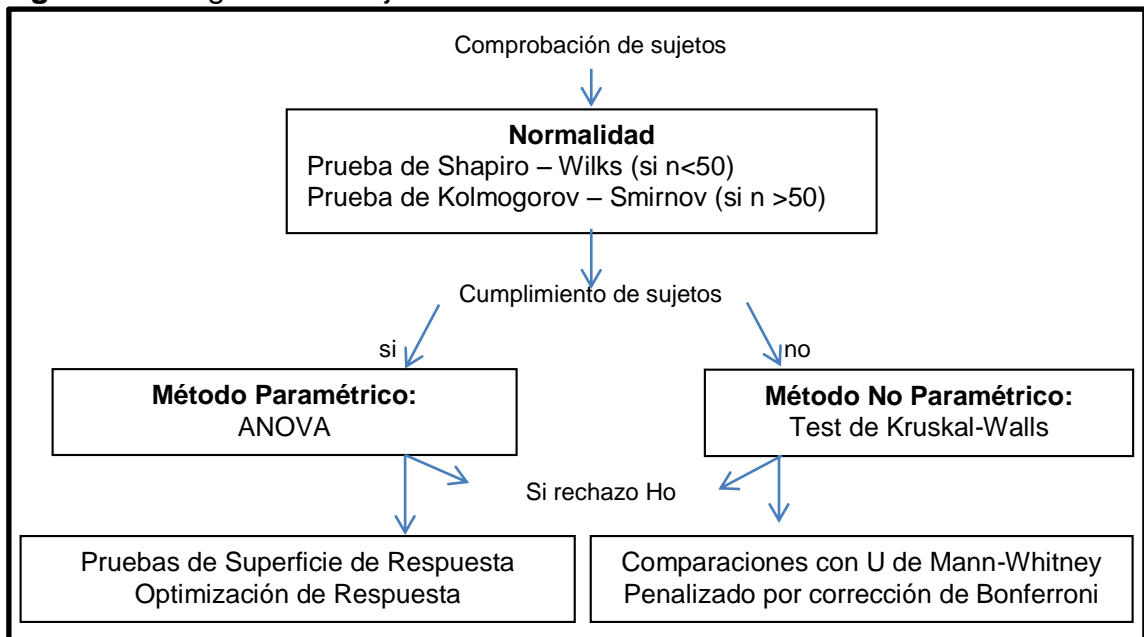 Comprobación de sujetos
Normalidad
Prueba de Shapiro – Wilks (si n<50)
Prueba de Kolmogorov – Smirnov (si n >50)
Cumplimiento de sujetos
si
no
Método Paramétrico:
ANOVA
Método No Paramétrico:
Test de Kruskal-Walls
Si rechazo Ho
Pruebas de Superficie de Respuesta
Optimización de Respuesta
Comparaciones con U de Mann-Whitney
Penalizado por corrección de Bonferroni